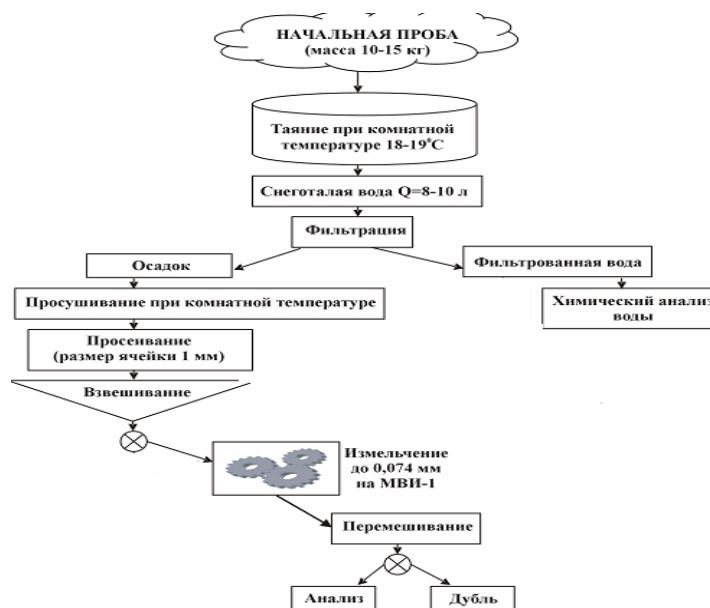 НАЧАЛЬНАЯ ПРОБА
(масса 10-15 кг)
Таяние при комнатной
температуре 18-19⁰С
Снеготалая вода Q=8-10 л
Фильтрация
Осадок
Фильтрованная вода
Просушивание при комнатной температуре
Химический анализ
воды
Просеивание
(размер ячейки 1 мм)
Взвешивание
Измельчение
до 0,074 мм
на МВИ-1
Перемешивание
Анализ
Дубль